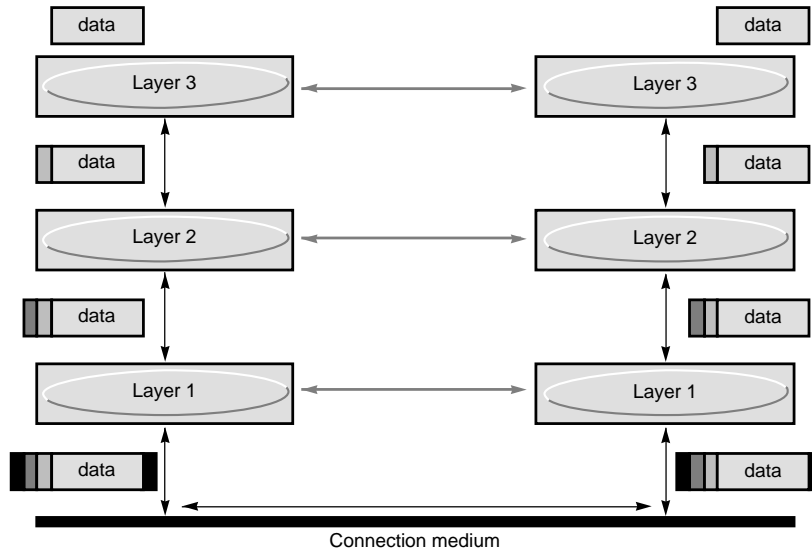 data data
Layer 3 Layer 3
data data
Layer 2 Layer 2
data data
Layer 1 Layer 1
data data
Connection medium